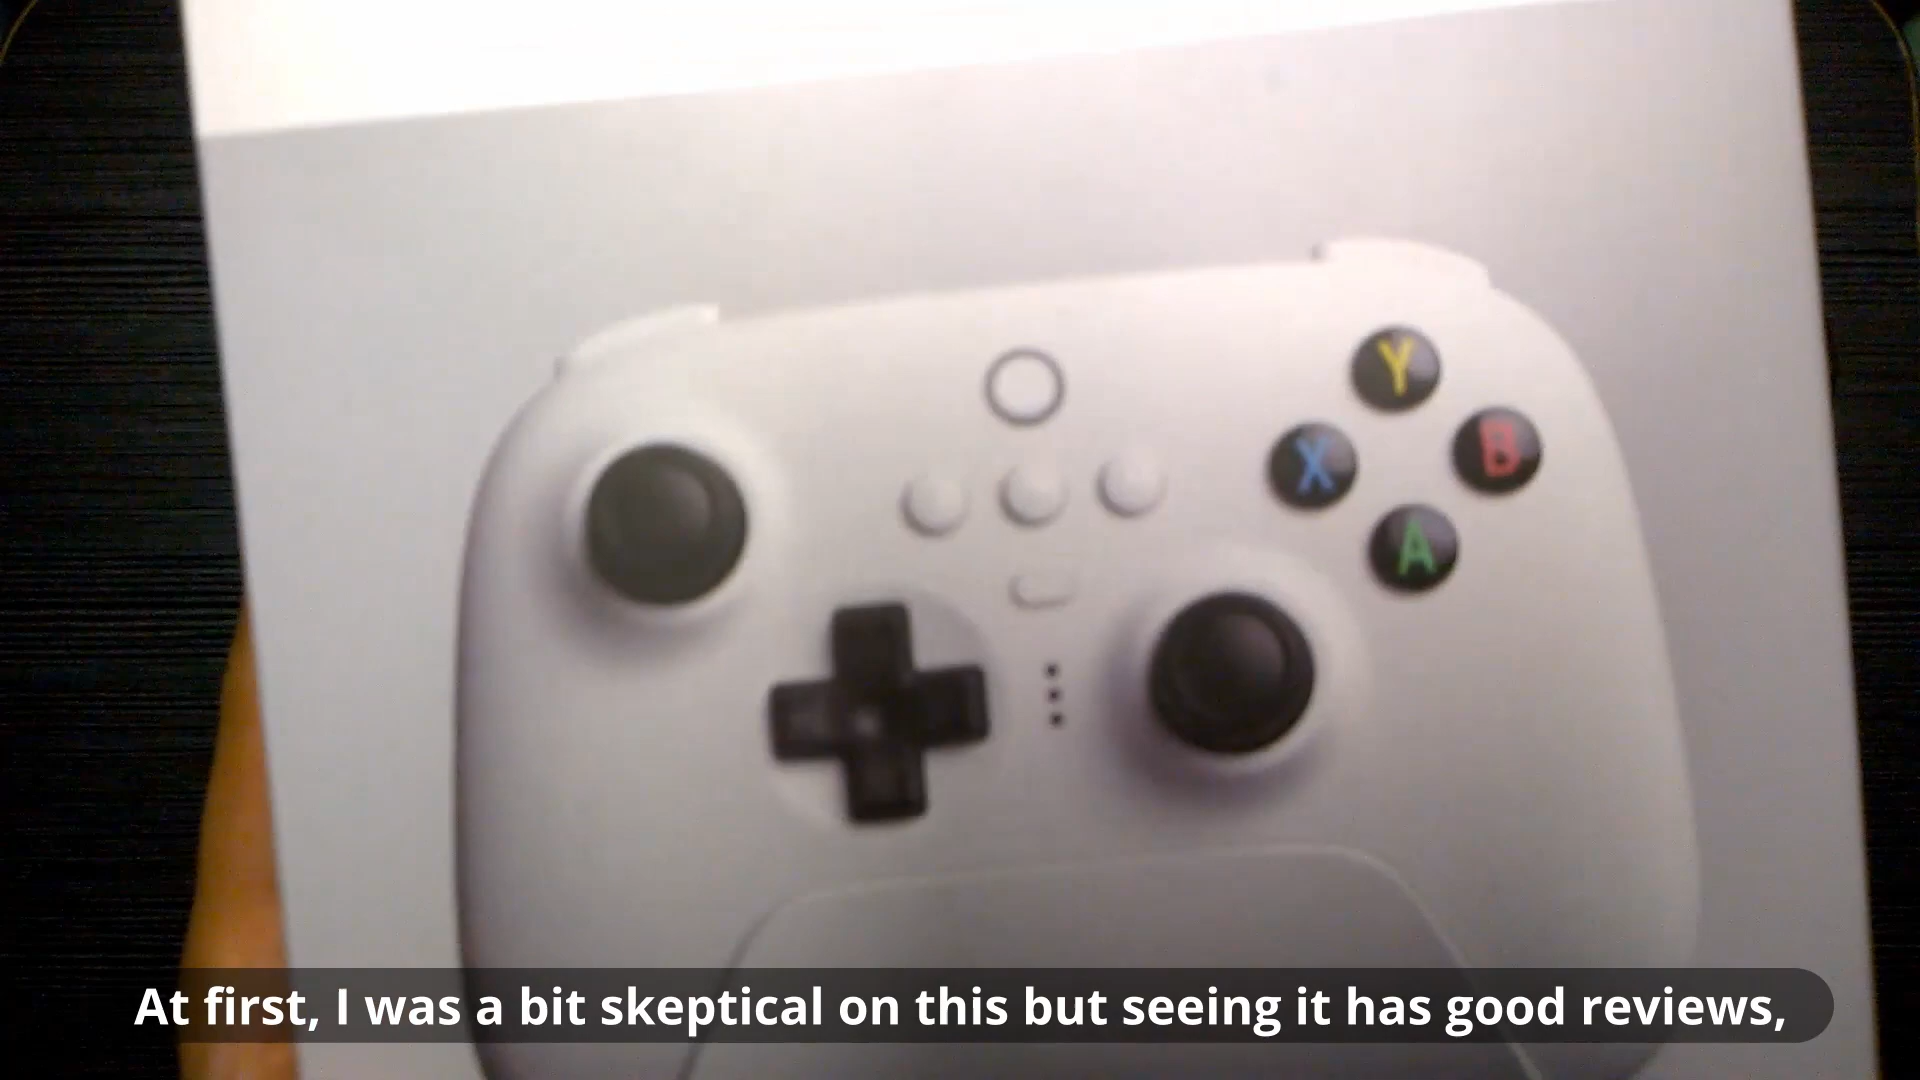 Y
X
B
A
At first, I was a bit skeptical on this but seeing it has good reviews,